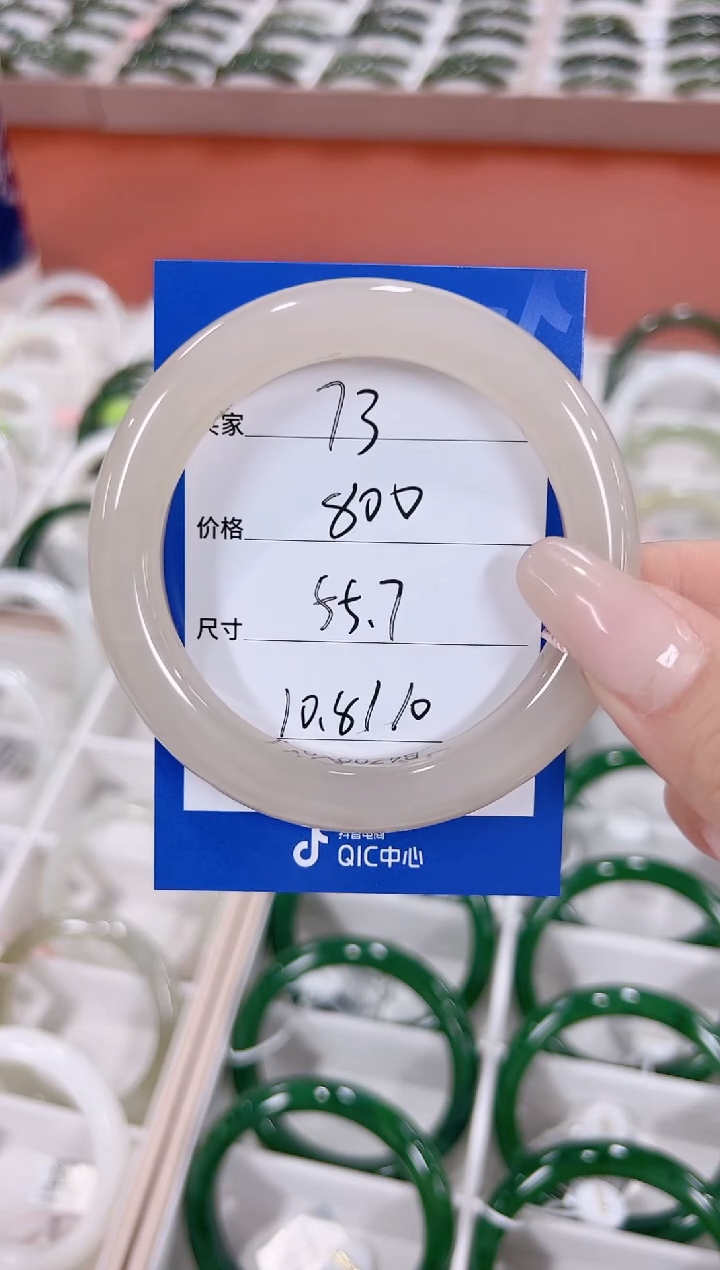 家 73
价格 800
尺寸 55.7
10.8/10
抖音电商
QIC中心